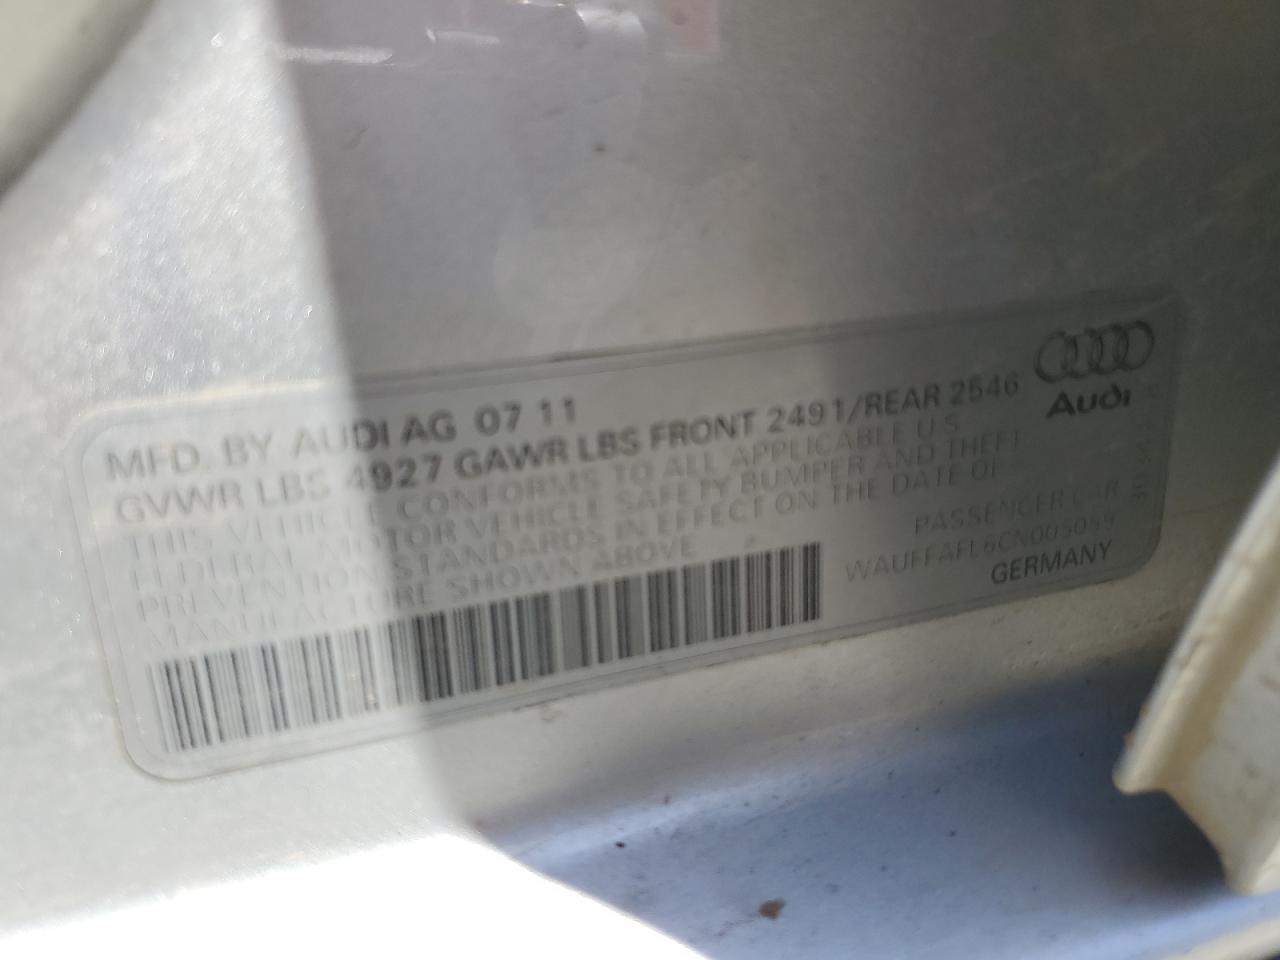 MFD. BY AUDI AG 07 11
GVWR LBS 4927 GAWR LBS FRONT 2491/REAR 2546
THIS VEHICLE CONFORMS TO ALL APPLICABLE U S
FEDERAL MOTOR VEHICLE SAFETY BUMPER AND THEFT
PREVENTION STANDARDS IN EFFECT ON THE DATE OF
MANUFACTURE SHOWN ABOVE
Audi
PASSENGER CAR
GERMANY